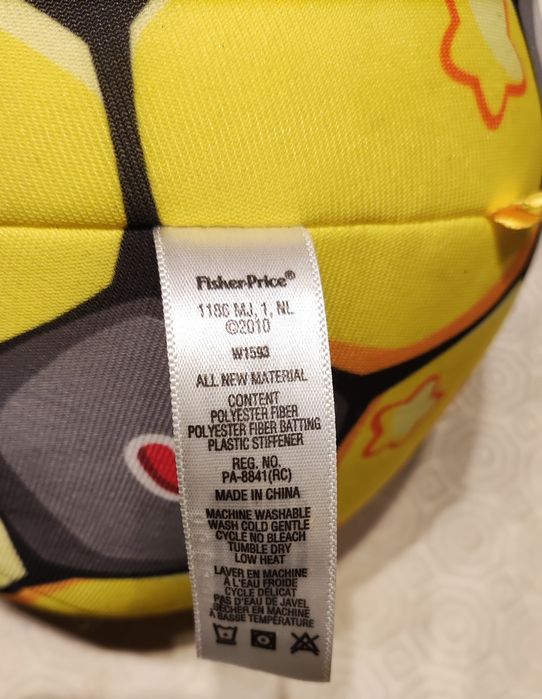 Fisher-Price®
1186 MJ, 1, NL
©2010
W1593
ALL NEW MATERIAL
CONTENT
POLYESTER FIBER
POLYESTER FIBER BATTING
PLASTIC STIFFENER
REG. NO.
PA-8841(RC)
MADE IN CHINA
MACHINE WASHABLE
WASH COLD GENTLE
CYCLE NO BLEACH
TUMBLE DRY
LOW HEAT
LAVER EN MACHINE
À L'EAU FROIDE
CYCLE DÉLICAT
PAS D'EAU DE JAVEL
SÉCHER EN MACHINE
À BASSE TEMPÉRATURE